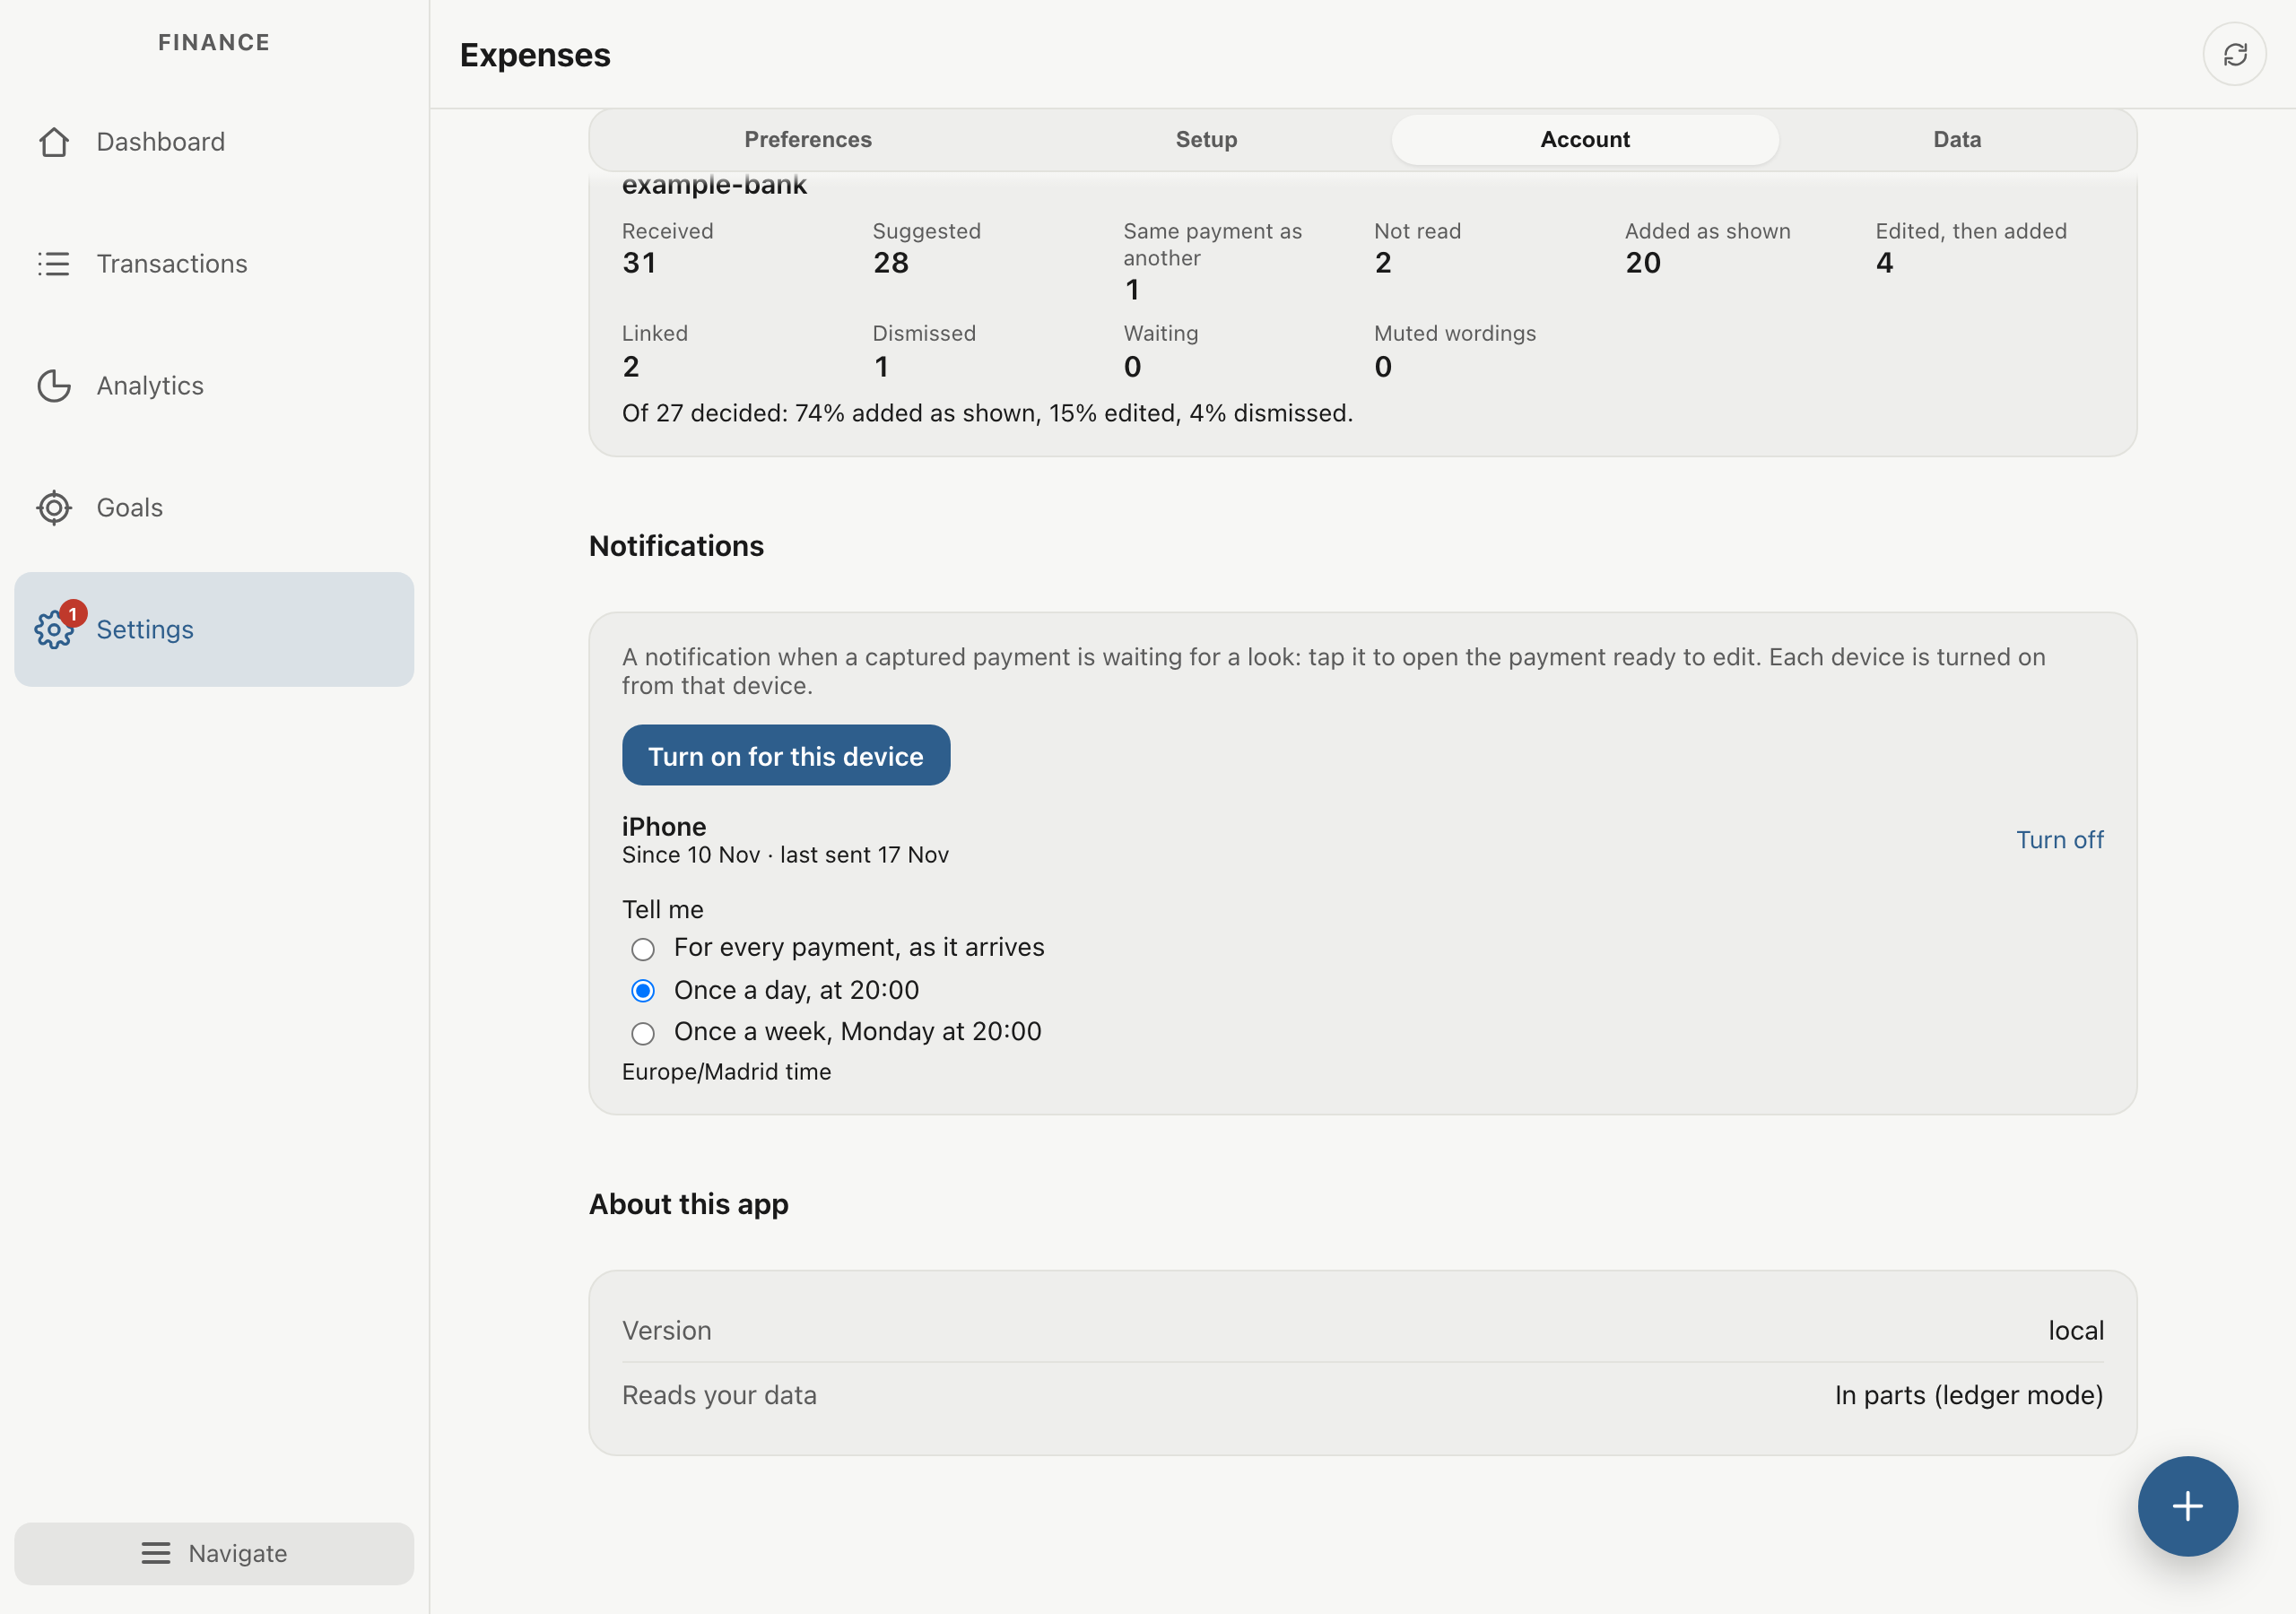 FINANCE
Dashboard
Transactions
Analytics
Goals
1
Settings
Navigate
Expenses
Preferences
Setup
Account
Data
example-bank
Received
31
Suggested
28
Same payment as
another
1
Not read
2
Added as shown
20
Edited, then added
4
Linked
2
Dismissed
1
Waiting
0
Muted wordings
0
Of 27 decided: 74% added as shown, 15% edited, 4% dismissed.
Notifications
A notification when a captured payment is waiting for a look: tap it to open the payment ready to edit. Each device is turned on
from that device.
Turn on for this device
iPhone
Since 10 Nov · last sent 17 Nov
Turn off
Tell me
For every payment, as it arrives
Once a day, at 20:00
Once a week, Monday at 20:00
Europe/Madrid time
About this app
Version
local
Reads your data
In parts (ledger mode)